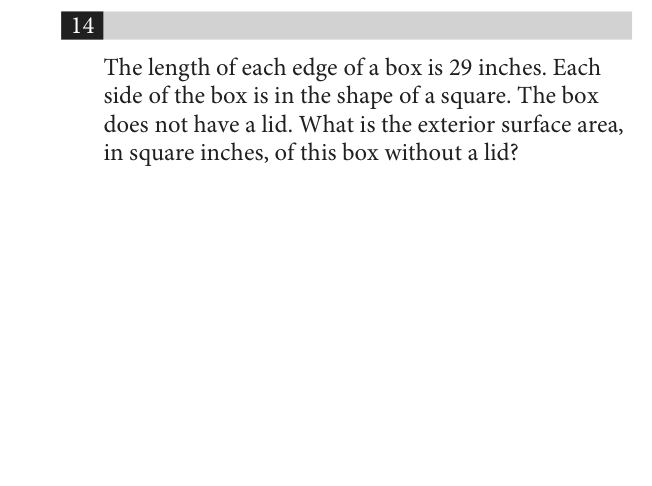 14
The length of each edge of a box is 29 inches. Each
side of the box is in the shape of a square. The box
does not have a lid. What is the exterior surface area,
in square inches, of this box without a lid?